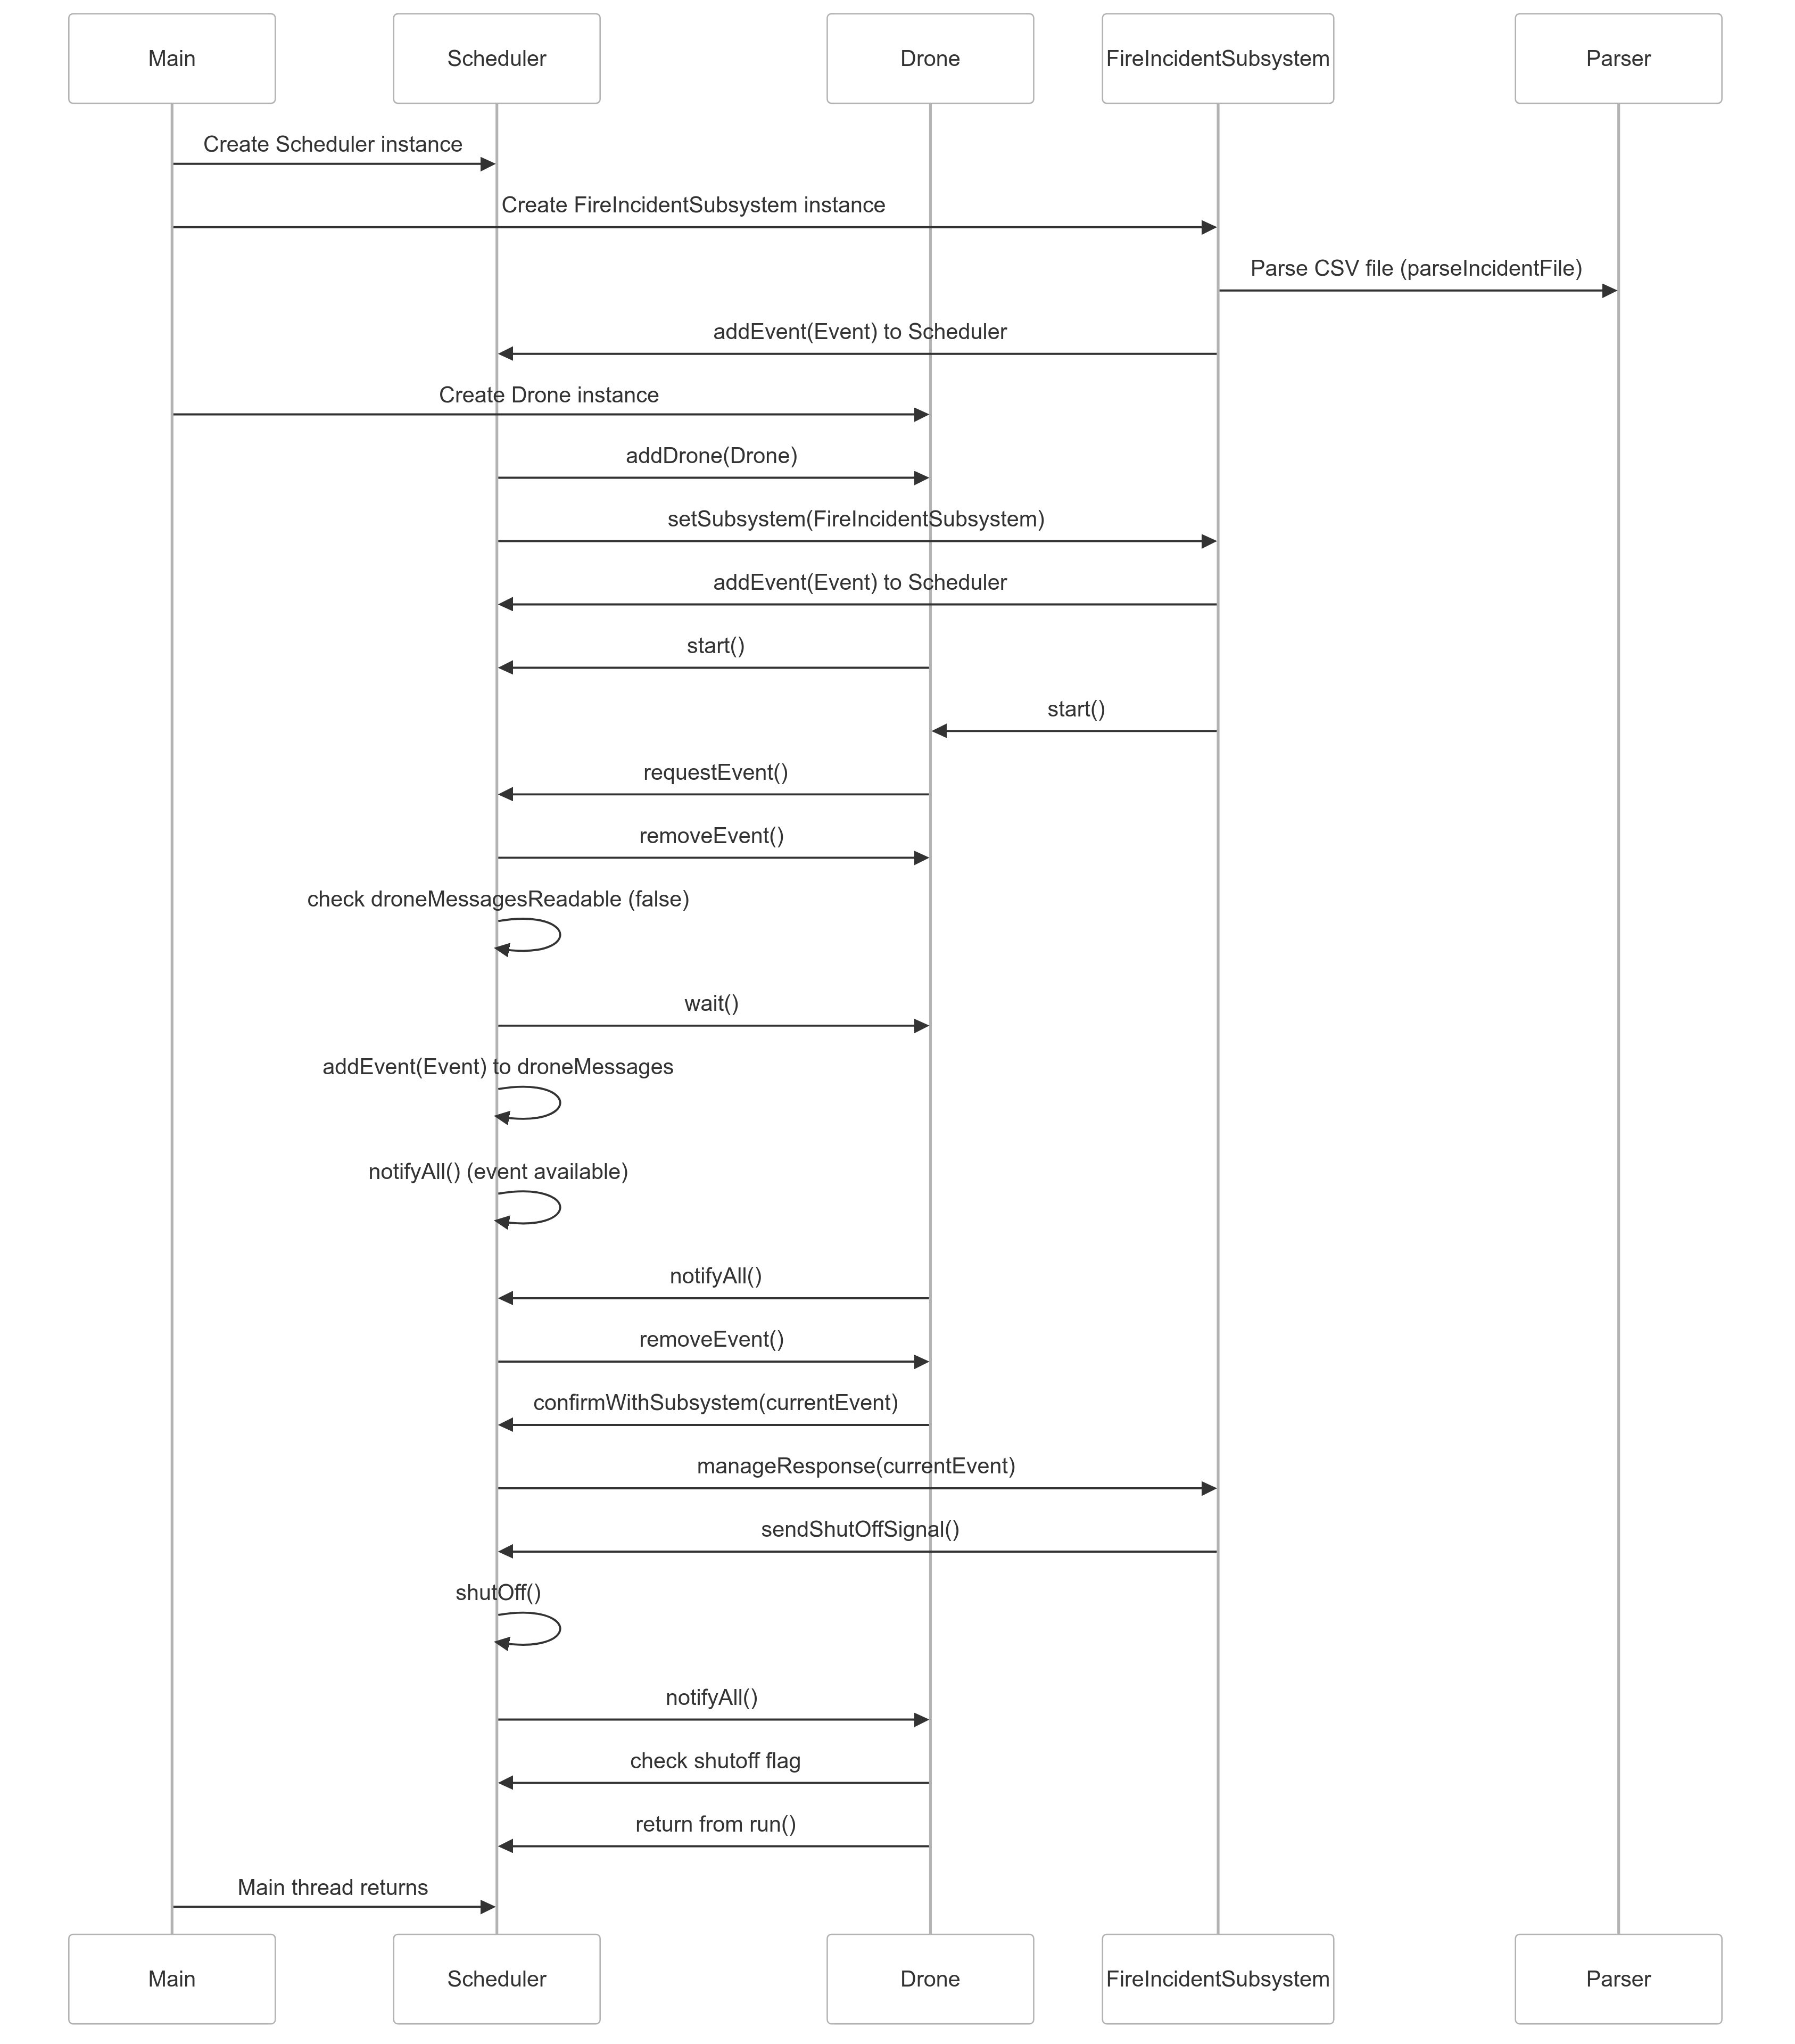 Main
Scheduler
Drone
FireIncidentSubsystem
Parser
Create Scheduler instance
Create FireIncidentSubsystem instance
Parse CSV file (parseIncidentFile)
addEvent(Event) to Scheduler
Create Drone instance
addDrone(Drone)
setSubsystem(FireIncidentSubsystem)
addEvent(Event) to Scheduler
start()
start()
requestEvent()
removeEvent()
check droneMessagesReadable (false)
wait()
addEvent(Event) to droneMessages
notifyAll() (event available)
notifyAll()
removeEvent()
confirmWithSubsystem(currentEvent)
manageResponse(currentEvent)
sendShutOffSignal()
shutOff()
notifyAll()
check shutoff flag
return from run()
Main thread returns
Main
Scheduler
Drone
FireIncidentSubsystem
Parser